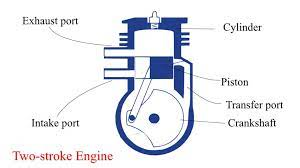 Exhaust port
Cylinder
Piston
Transfer port
Intake port
Crankshaft
Two-stroke Engine